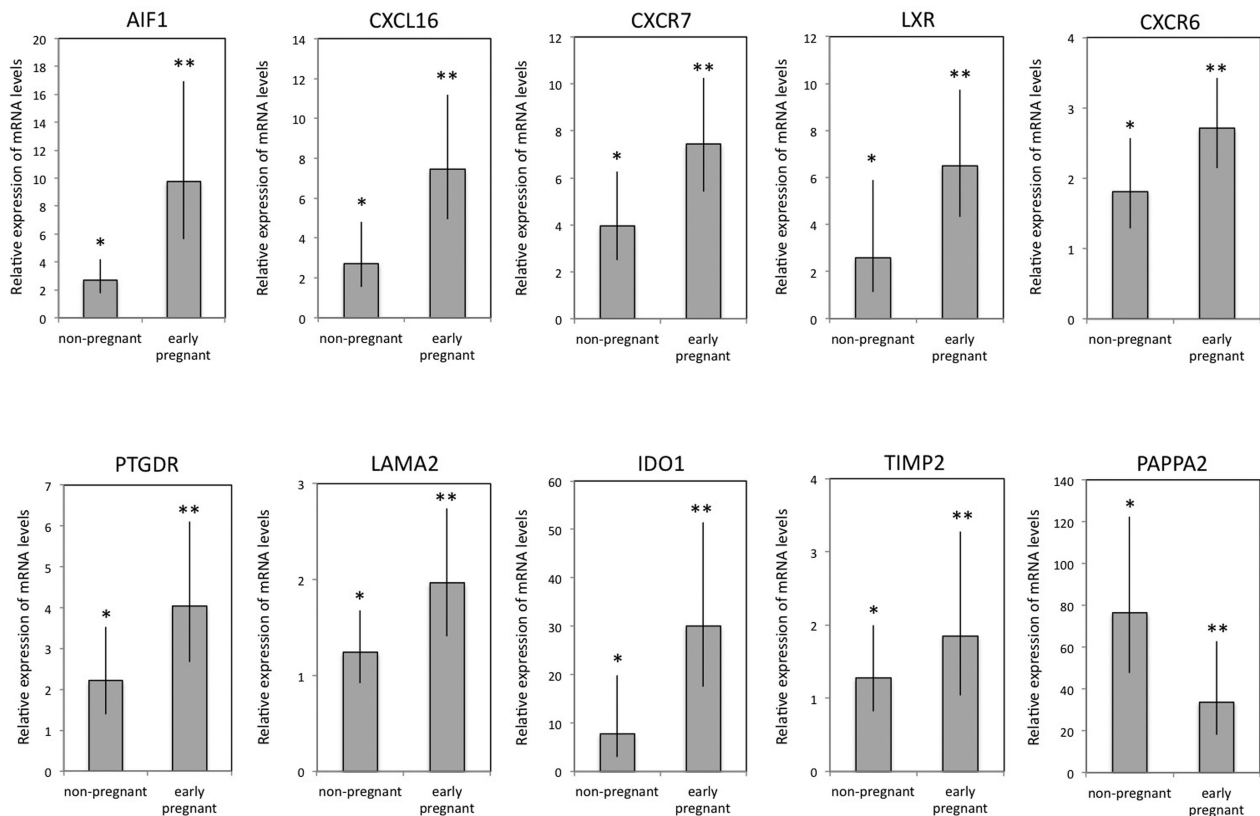 AIF1
Relative expression of mRNA levels
20
18
16
14
12
10
8
6
4
2
0
*
**
non-pregnant
early
pregnant
CXCL16
Relative expression of mRNA levels
14
12
10
8
6
4
2
0
*
**
non-pregnant
early
pregnant
CXCR7
Relative expression of mRNA levels
12
10
8
6
4
2
0
*
**
non-pregnant
early
pregnant
LXR
Relative expression of mRNA levels
12
10
8
6
4
2
0
*
**
non-pregnant
early
pregnant
CXCR6
Relative expression of mRNA levels
4
3
2
1
0
*
**
non-pregnant
early
pregnant
PTGDR
Relative expression of mRNA levels
7
6
5
4
3
2
1
0
*
**
non-pregnant
early
pregnant
LAMA2
Relative expression of mRNA levels
3
2
1
0
*
**
non-pregnant
early
pregnant
IDO1
Relative expression of mRNA levels
60
50
40
30
20
10
0
*
**
non-pregnant
early
pregnant
TIMP2
Relative expression of mRNA levels
4
3
2
1
0
*
**
non-pregnant
early
pregnant
PAPPA2
Relative expression of mRNA levels
140
120
100
80
60
40
20
0
*
**
non-pregnant
early
pregnant